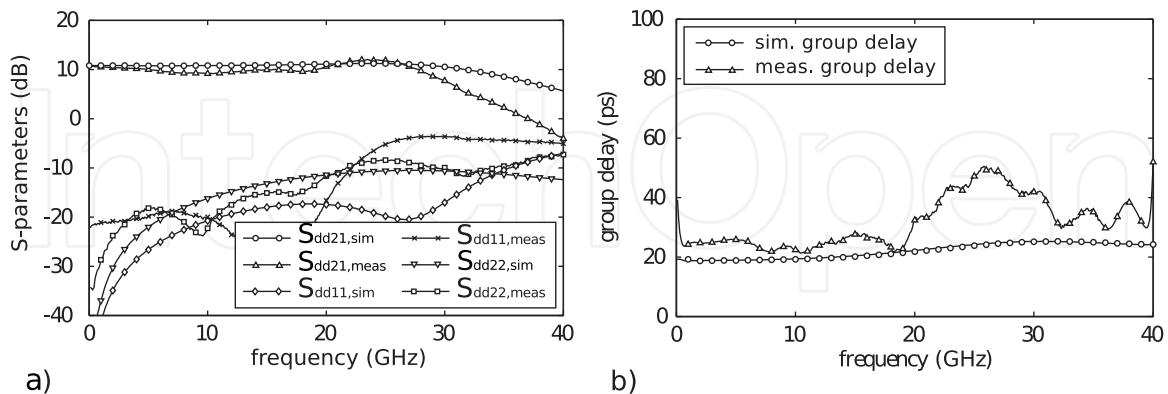 20
10
0
-10
-20
-30
-40
S-parameters (dB)
Sdd21,sim
Sdd21,meas
Sdd11,sim
Sdd11,meas
Sdd22,sim
Sdd22,meas
0
10
20
30
40
frequency (GHz)
a)
100
80
60
40
20
0
group delay (ps)
sim. group delay
meas. group delay
0
10
20
30
40
frequency (GHz)
b)
IntechOpen